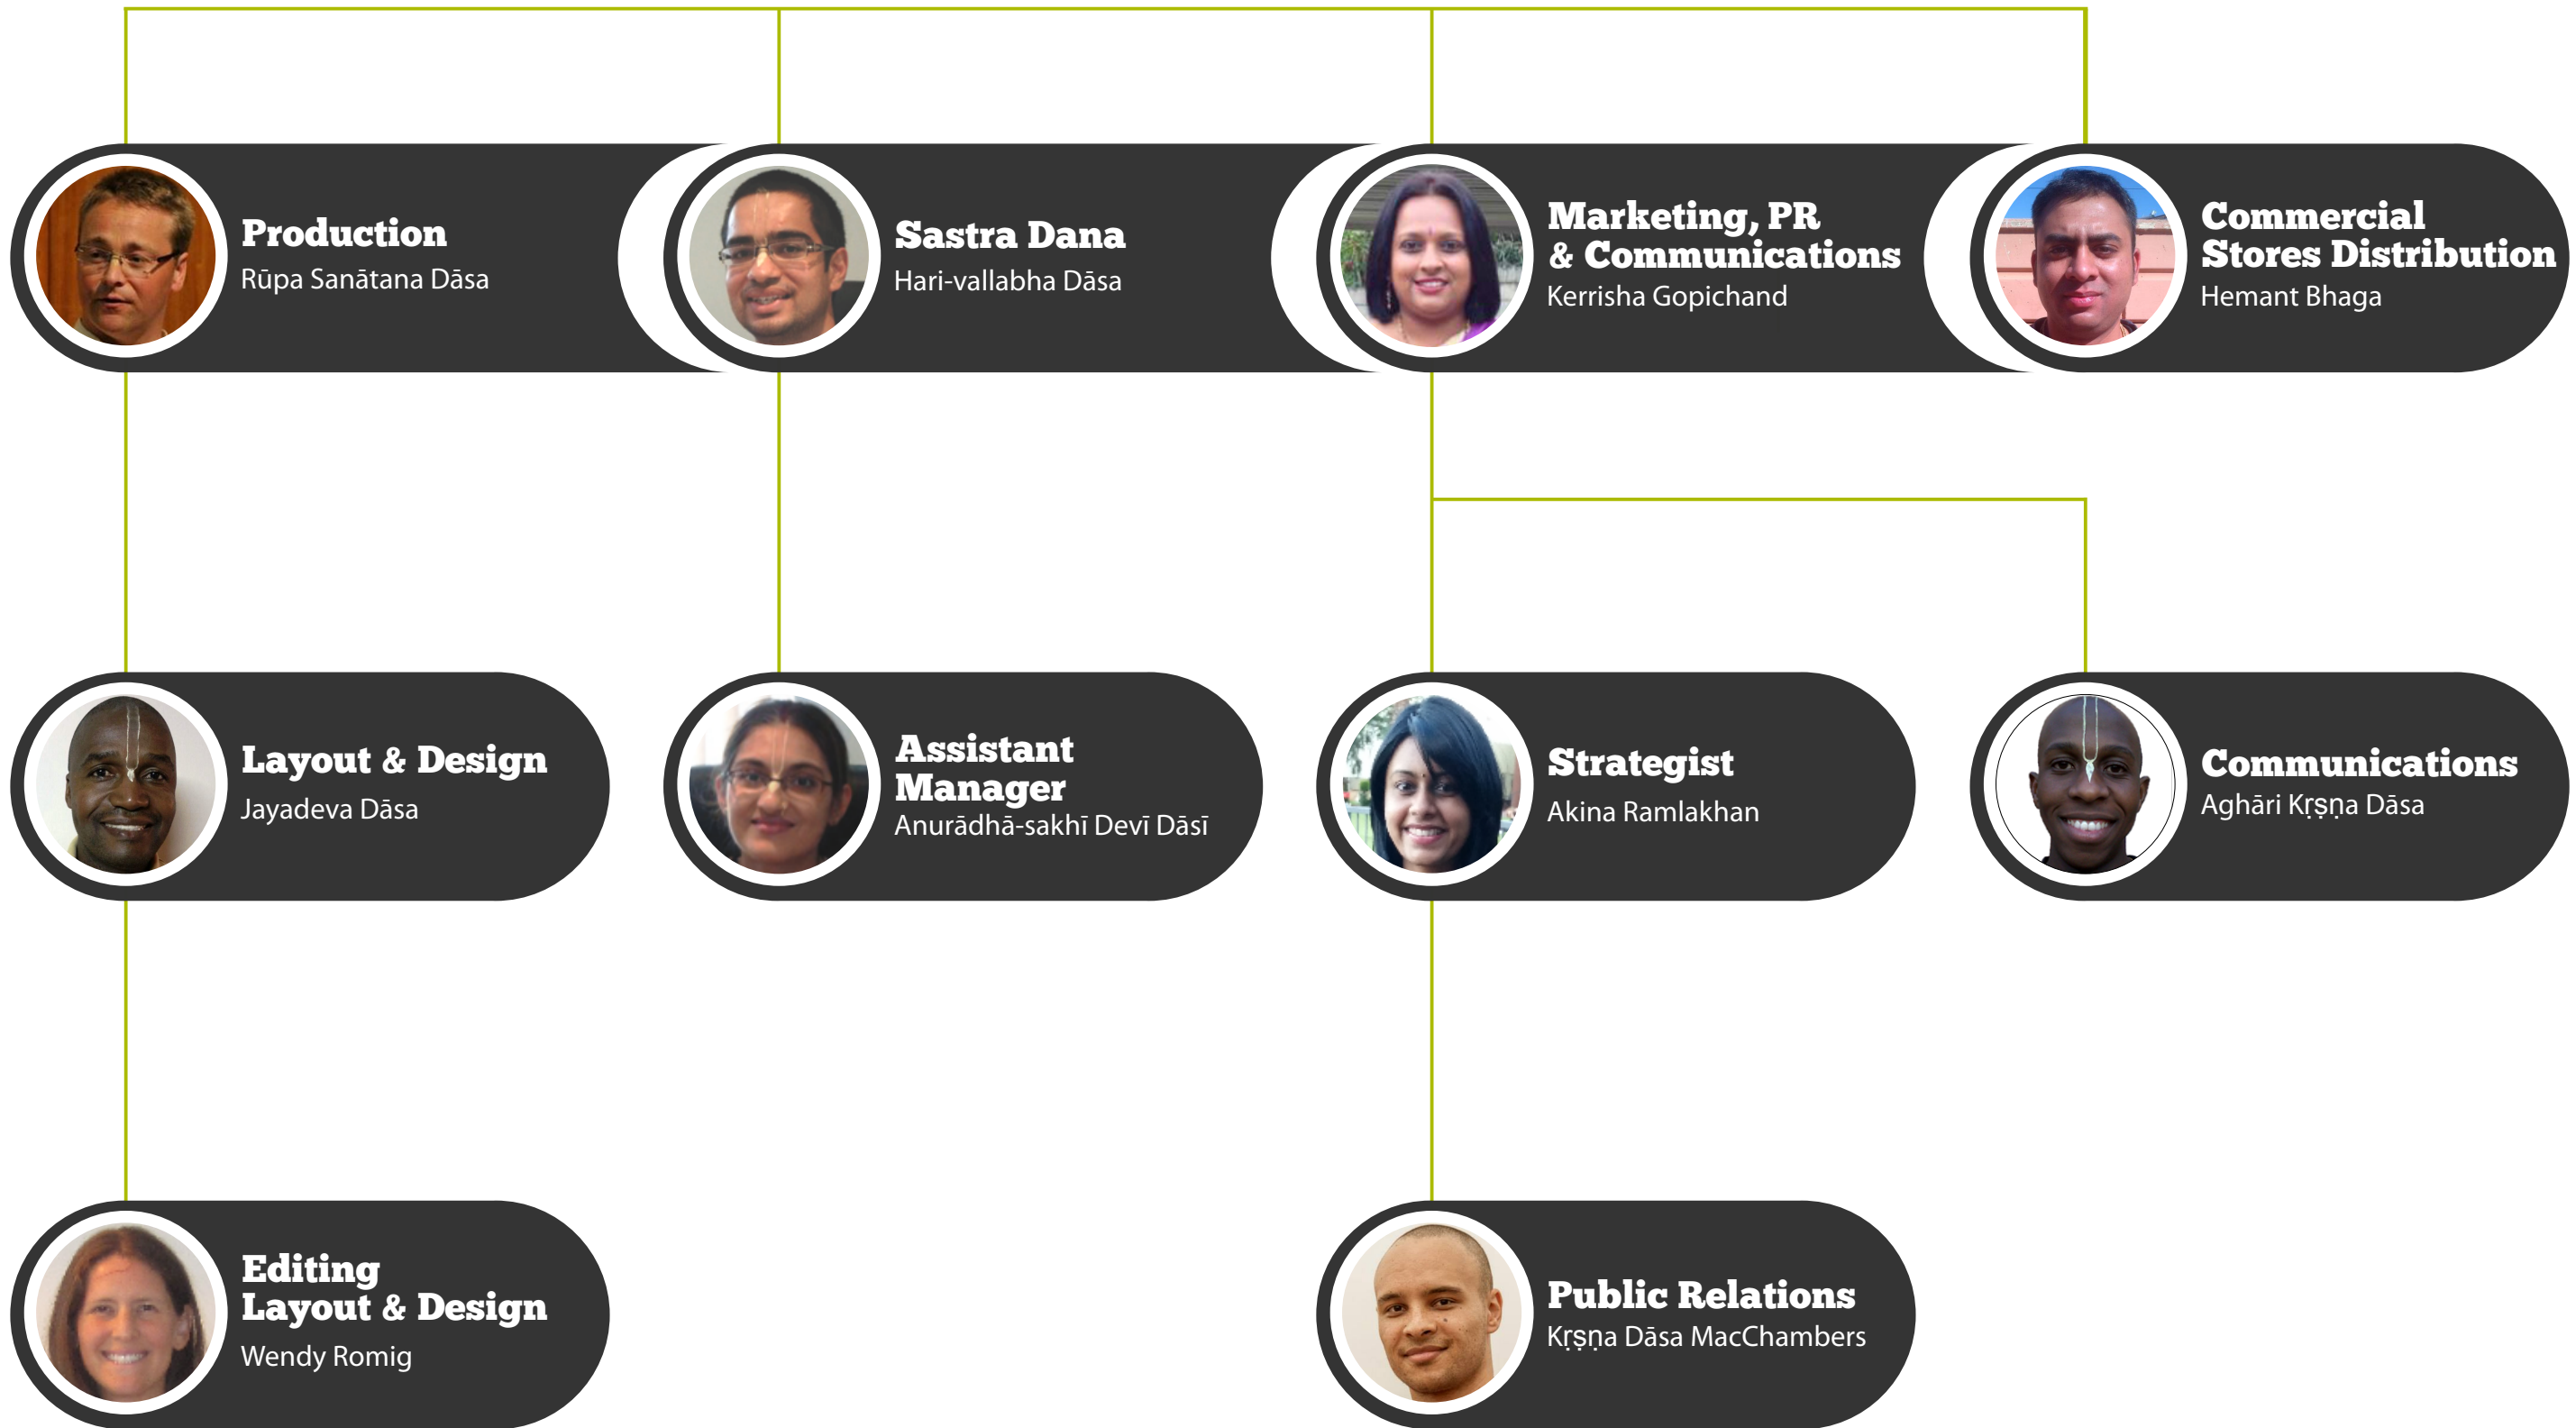 Production
Rūpa Sanātana Dāsa
Sastra Dana
Hari-vallabha Dāsa
Marketing, PR
& Communications
Kerrisha Gopichand
Commercial
Stores Distribution
Hemant Bhaga
Layout & Design
Jayadeva Dāsa
Assistant
Manager
Anurādhā-sakhī Devī Dāsī
Strategist
Akina Ramlakhan
Communications
Aghāri Kṛṣṇa Dāsa
Editing
Layout & Design
Wendy Romig
Public Relations
Kṛṣṇa Dāsa MacChambers